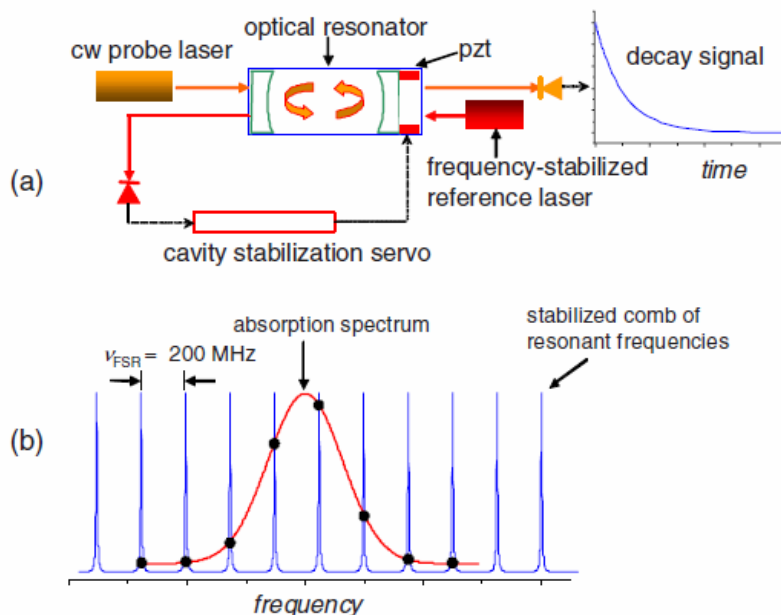 optical resonator
cw probe laser
pzt
decay signal
(a)
frequency-stabilized
reference laser
time
cavity stabilization servo
absorption spectrum
stabilized comb of
resonant frequencies
νFSR = 200 MHz
(b)
frequency